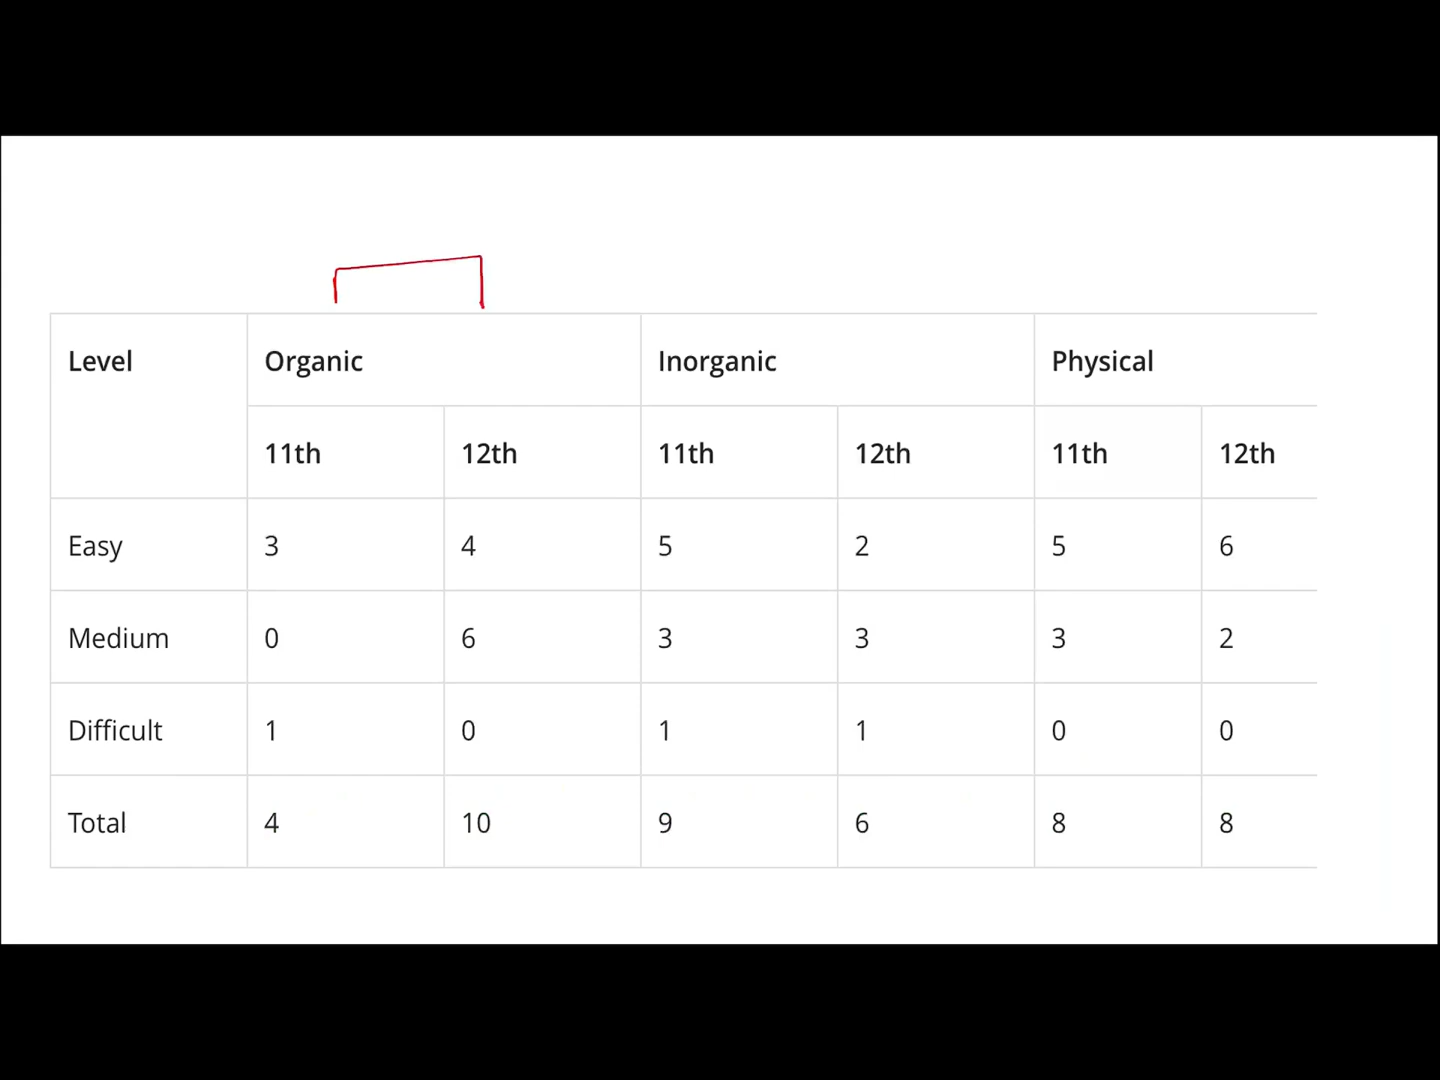 Level Organic Inorganic Physical
11th 12th 11th 12th 11th 12th
Easy 3 4 5 2 5 6
Medium 0 6 3 3 3 2
Difficult 1 0 1 1 0 0
Total 4 10 9 6 8 8